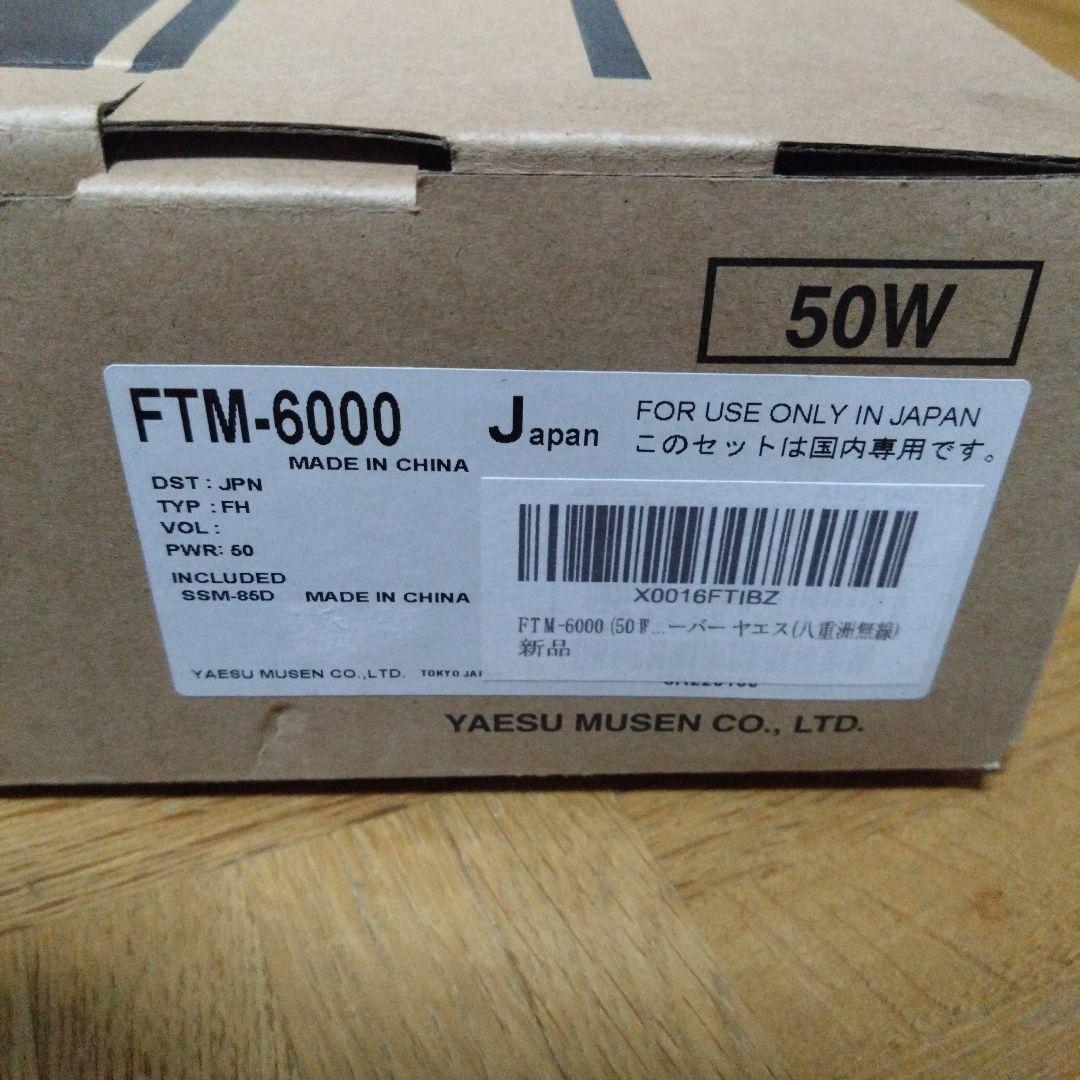 50W
FTM-6000
Japan
FOR USE ONLY IN JAPAN
このセットは国内専用です。
MADE IN CHINA
DST : JPN
TYP : FH
VOL :
PWR: 50
INCLUDED
SSM-85D MADE IN CHINA
X0016FTIBZ
FTM-6000 (50W...ーバー ヤエス(八重洲無線)
新品
YAESU MUSEN CO.,LTD. TOKYO
YAESU MUSEN CO., LTD.